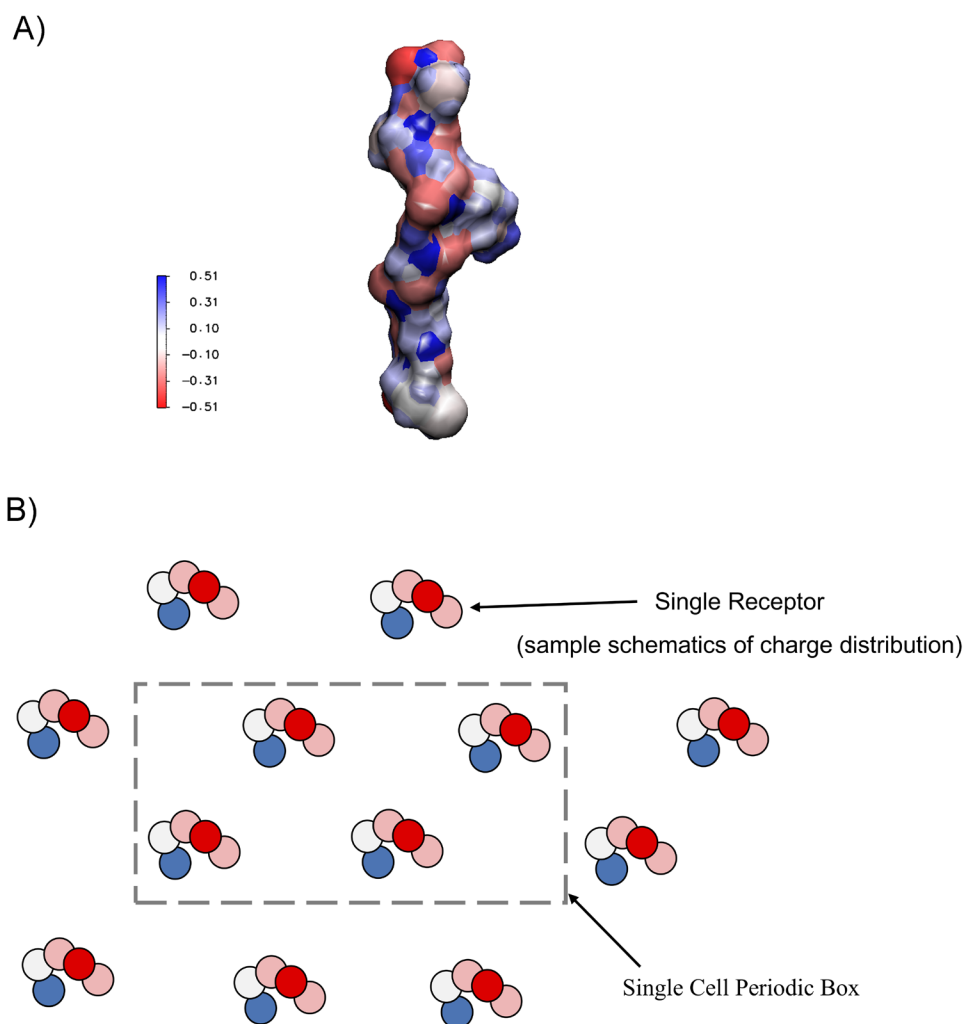 A)
0.51
0.31
0.10
−0.10
−0.31
−0.51
B)
Single Receptor
(sample schematics of charge distribution)
Single Cell Periodic Box